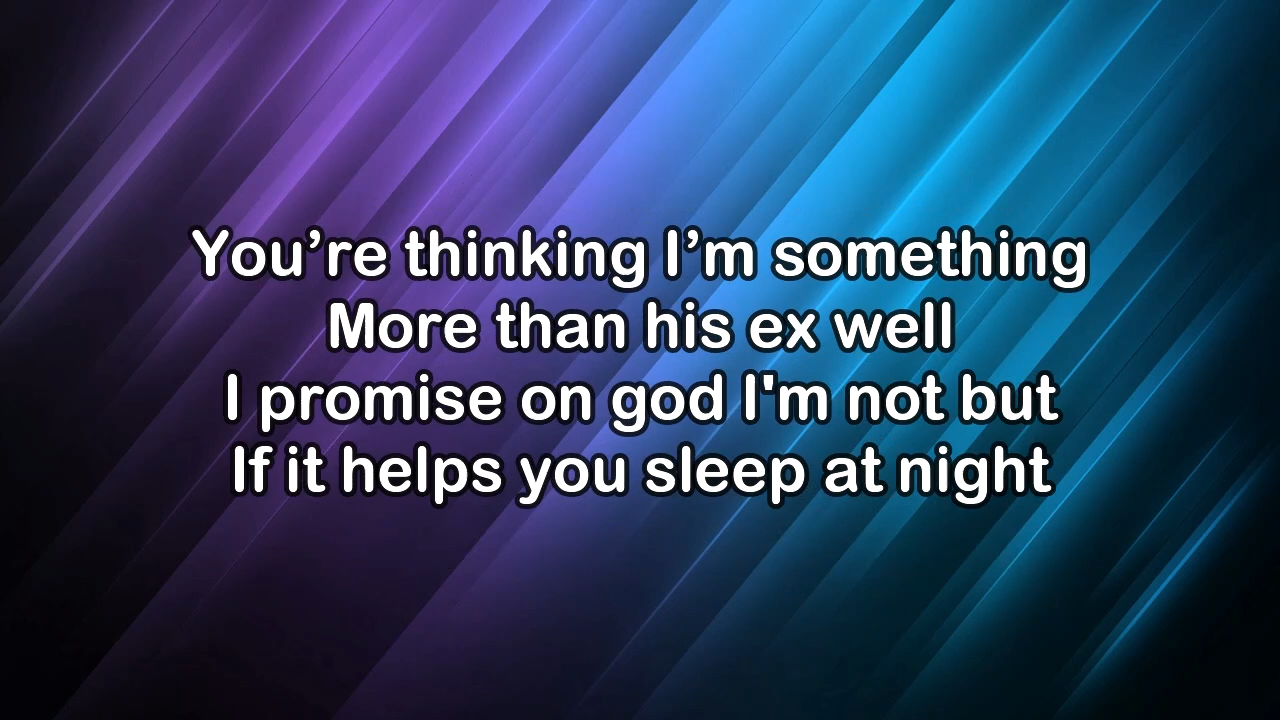 You’re thinking I’m something
More than his ex well
I promise on god I'm not but
If it helps you sleep at night